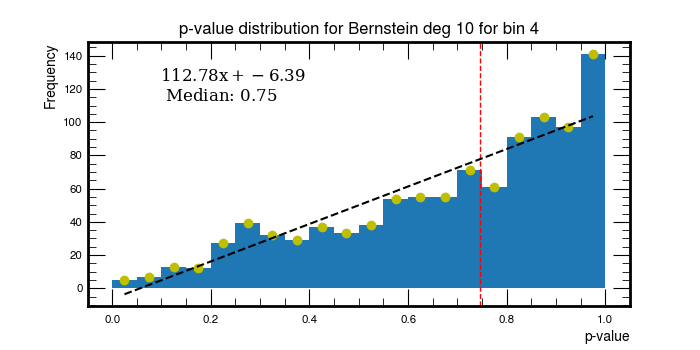 p-value distribution for Bernstein deg 10 for bin 4
Frequency
140
120
100
80
60
40
20
0
112.78x + −6.39
Median: 0.75
0.0 0.2 0.4 0.6 0.8 1.0
p-value